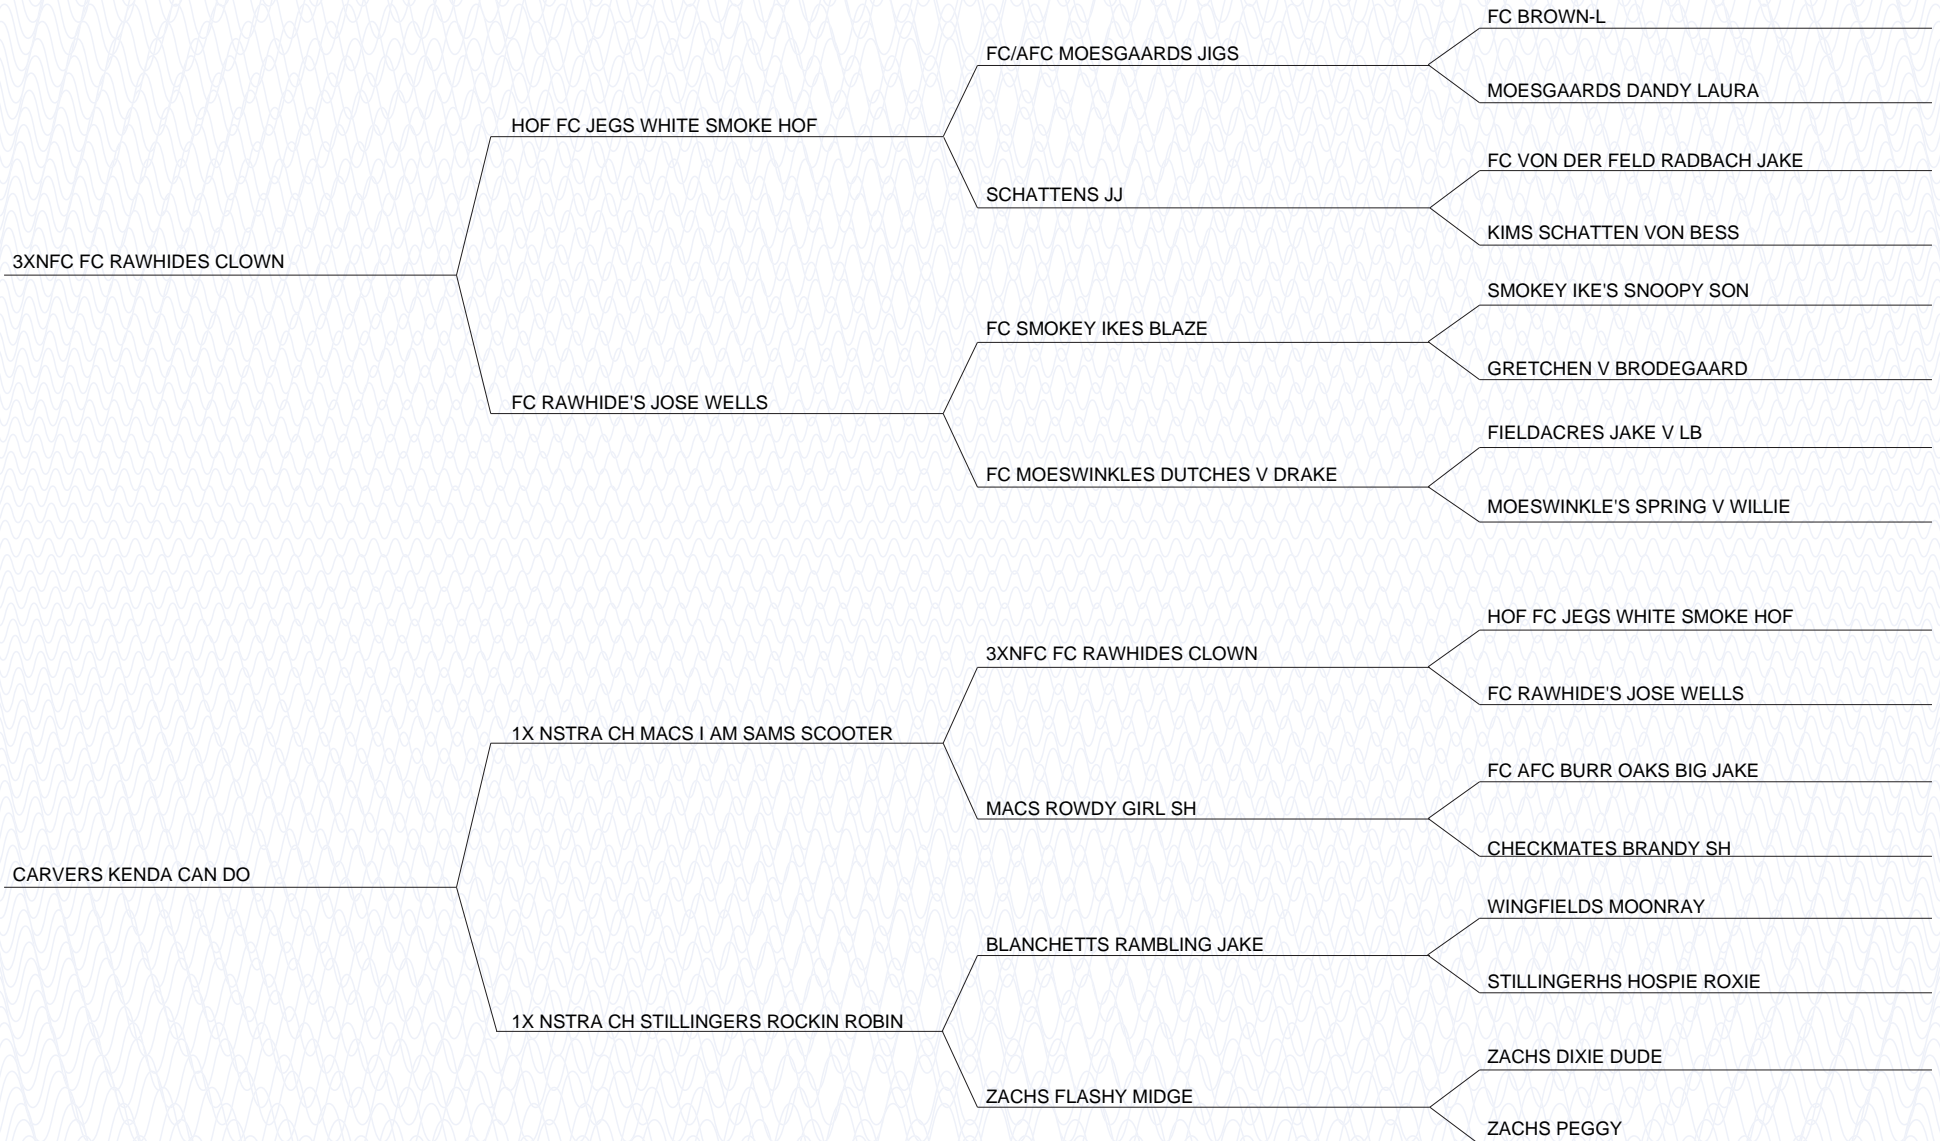 FC BROWN-L
FC/AFC MOESGAARDS JIGS
MOESGAARDS DANDY LAURA
HOF FC JEGS WHITE SMOKE HOF
FC VON DER FELD RADBACH JAKE
SCHATTENS JJ
KIMS SCHATTEN VON BESS
3XNFC FC RAWHIDES CLOWN
SMOKEY IKE'S SNOOPY SON
FC SMOKEY IKES BLAZE
GRETCHEN V BRODEGAARD
FC RAWHIDE'S JOSE WELLS
FIELDACRES JAKE V LB
FC MOESWINKLES DUTCHES V DRAKE
MOESWINKLE'S SPRING V WILLIE
HOF FC JEGS WHITE SMOKE HOF
3XNFC FC RAWHIDES CLOWN
FC RAWHIDE'S JOSE WELLS
1X NSTRA CH MACS I AM SAMS SCOOTER
FC AFC BURR OAKS BIG JAKE
MACS ROWDY GIRL SH
CHECKMATES BRANDY SH
CARVERS KENDA CAN DO
WINGFIELDS MOONRAY
BLANCHETTS RAMBLING JAKE
STILLINGERHS HOSPIE ROXIE
1X NSTRA CH STILLINGERS ROCKIN ROBIN
ZACHS DIXIE DUDE
ZACHS FLASHY MIDGE
ZACHS PEGGY